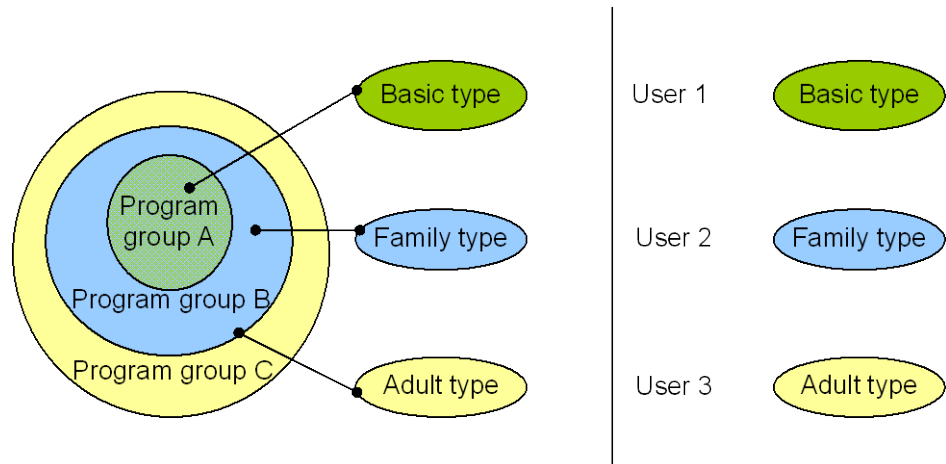 Basic type
User 1
Basic type
Program
group A
Family type
User 2
Family type
Program group B
Program group C
Adult type
User 3
Adult type